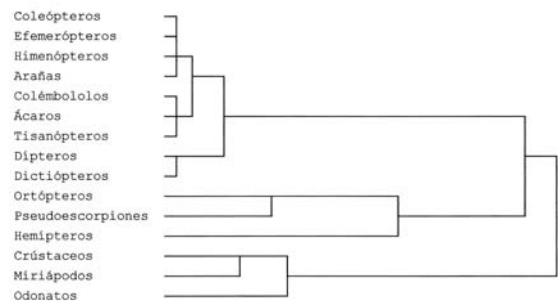 Coleópteros
Efemerópteros
Himenópteros
Arañas
Colémbololos
Ácaros
Tisanópteros
Dípteros
Dictiópteros
Ortópteros
Pseudoescorpiones
Hemípteros
Crústaceos
Miriápodos
Odonatos